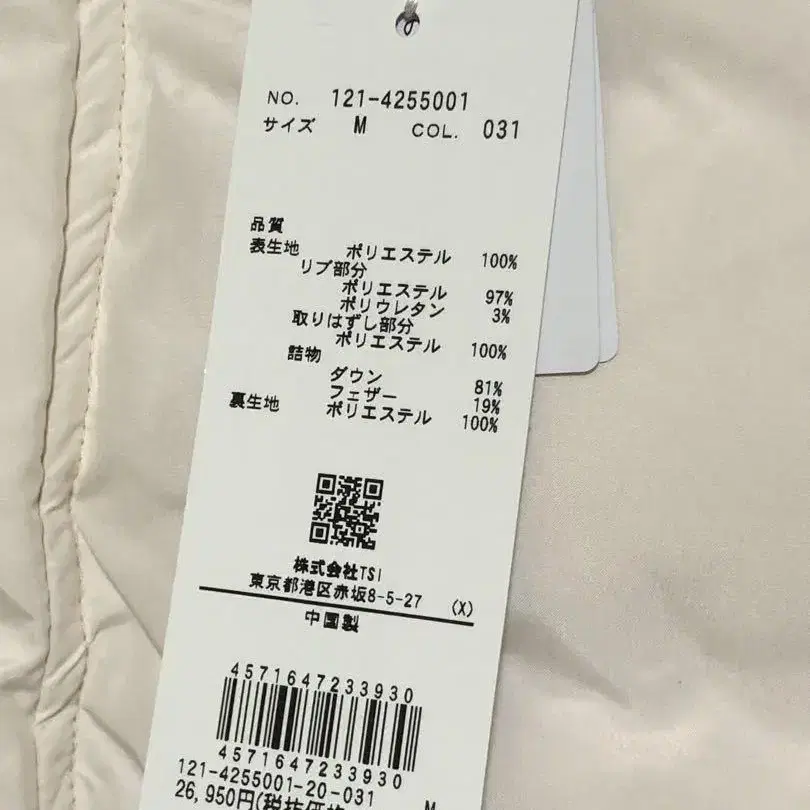 NO. 121-4255001
サイズ M COL. 031
品質
表生地 ポリエステル 100%
リブ部分
ポリエステル 97%
ポリウレタン 3%
取りはずし部分
ポリエステル 100%
詰物
ダウン 81%
フェザー 19%
裏生地 ポリエステル 100%
株式会社TSI
東京都港区赤坂8-5-27 (X)
中国製
4571647233930
4571647233930
121-4255001-20-031 M
26,950円(税抜価格